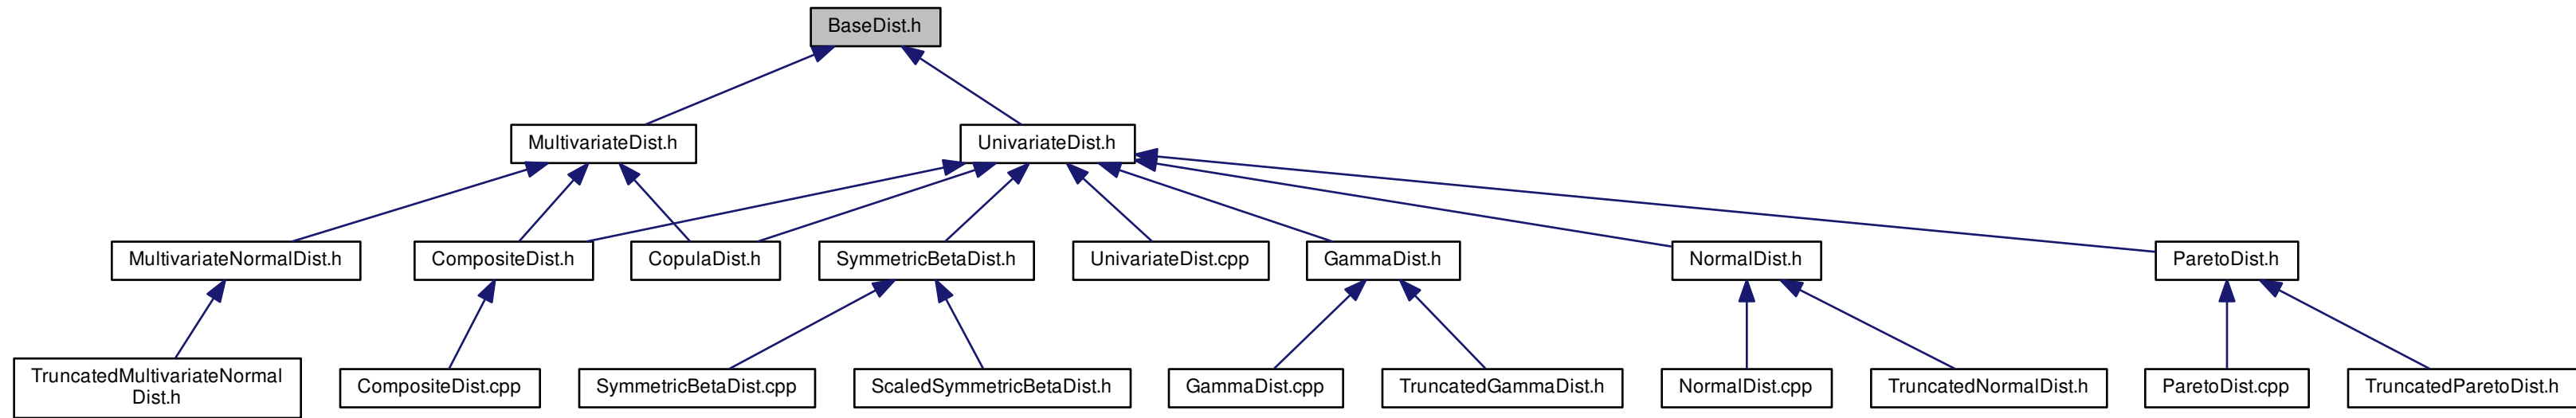 BaseDist.h
MultivariateDist.h
UnivariateDist.h
MultivariateNormalDist.h
CompositeDist.h
CopulaDist.h
SymmetricBetaDist.h
UnivariateDist.cpp
GammaDist.h
NormalDist.h
ParetoDist.h
TruncatedMultivariateNormal
Dist.h
CompositeDist.cpp
SymmetricBetaDist.cpp
ScaledSymmetricBetaDist.h
GammaDist.cpp
TruncatedGammaDist.h
NormalDist.cpp
TruncatedNormalDist.h
ParetoDist.cpp
TruncatedParetoDist.h